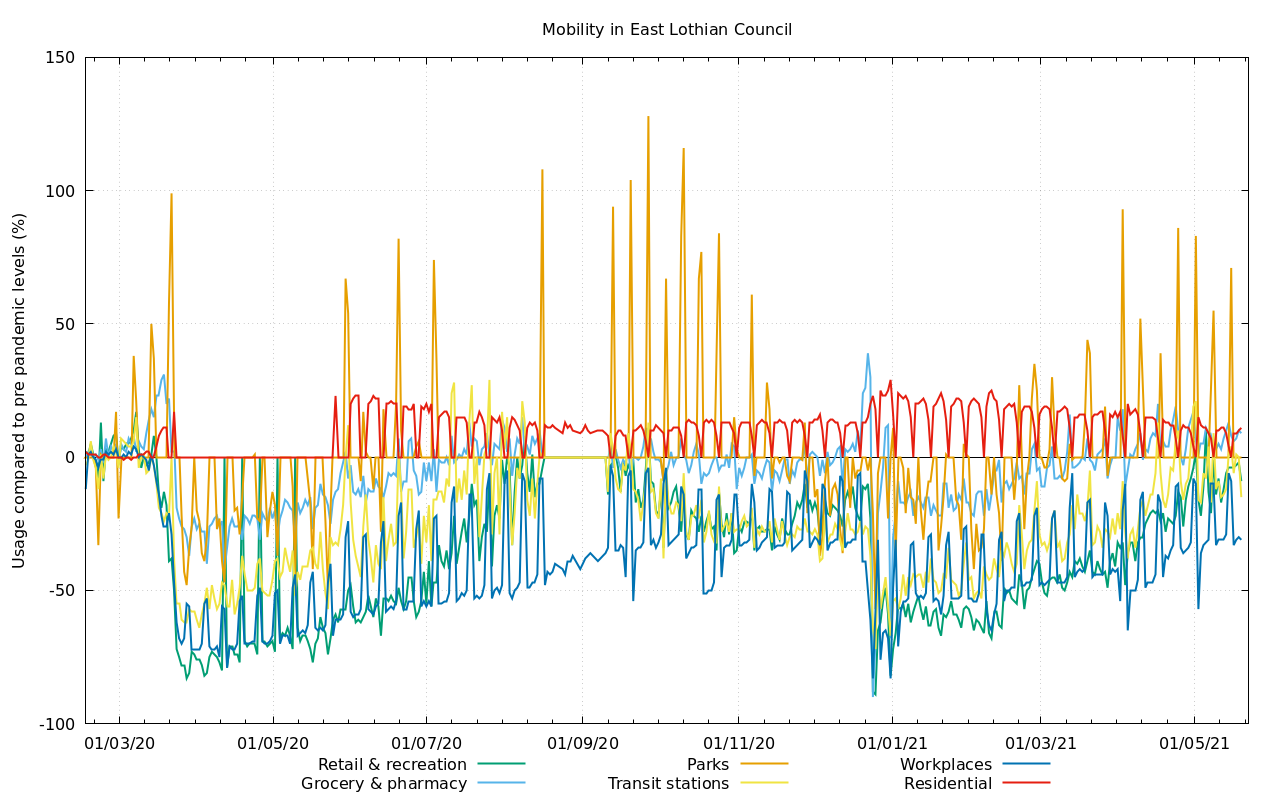 Mobility in East Lothian Council
Usage compared to pre pandemic levels (%)
150
100
50
0
-50
-100
01/03/20 01/05/20 01/07/20 01/09/20 01/11/20 01/01/21 01/03/21 01/05/21
Retail & recreation Parks Workplaces
Grocery & pharmacy Transit stations Residential